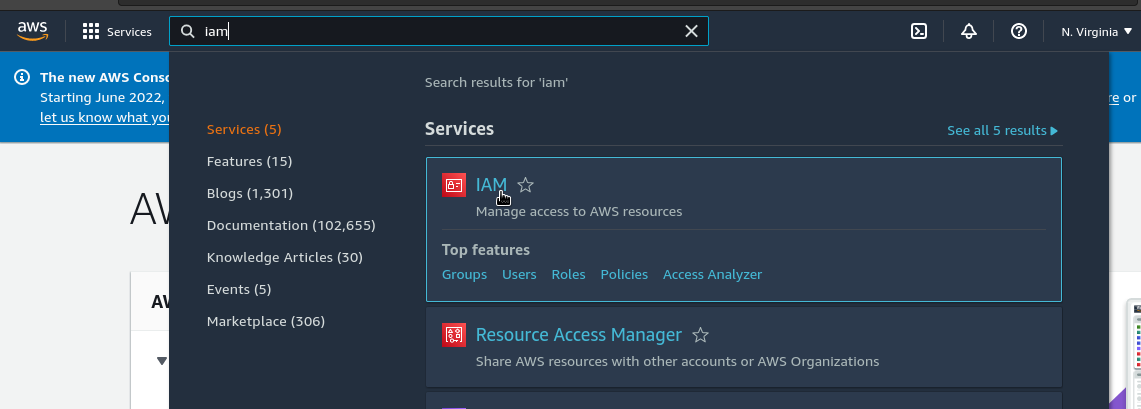 aws
Services
iam
N. Virginia
The new AWS Conso
Starting June 2022,
let us know what you
re or
Search results for 'iam'
Services (5)
Features (15)
Blogs (1,301)
Documentation (102,655)
Knowledge Articles (30)
Events (5)
Marketplace (306)
Services
See all 5 results
IAM
Manage access to AWS resources
Top features
Groups Users Roles Policies Access Analyzer
Resource Access Manager
Share AWS resources with other accounts or AWS Organizations
AW
AW